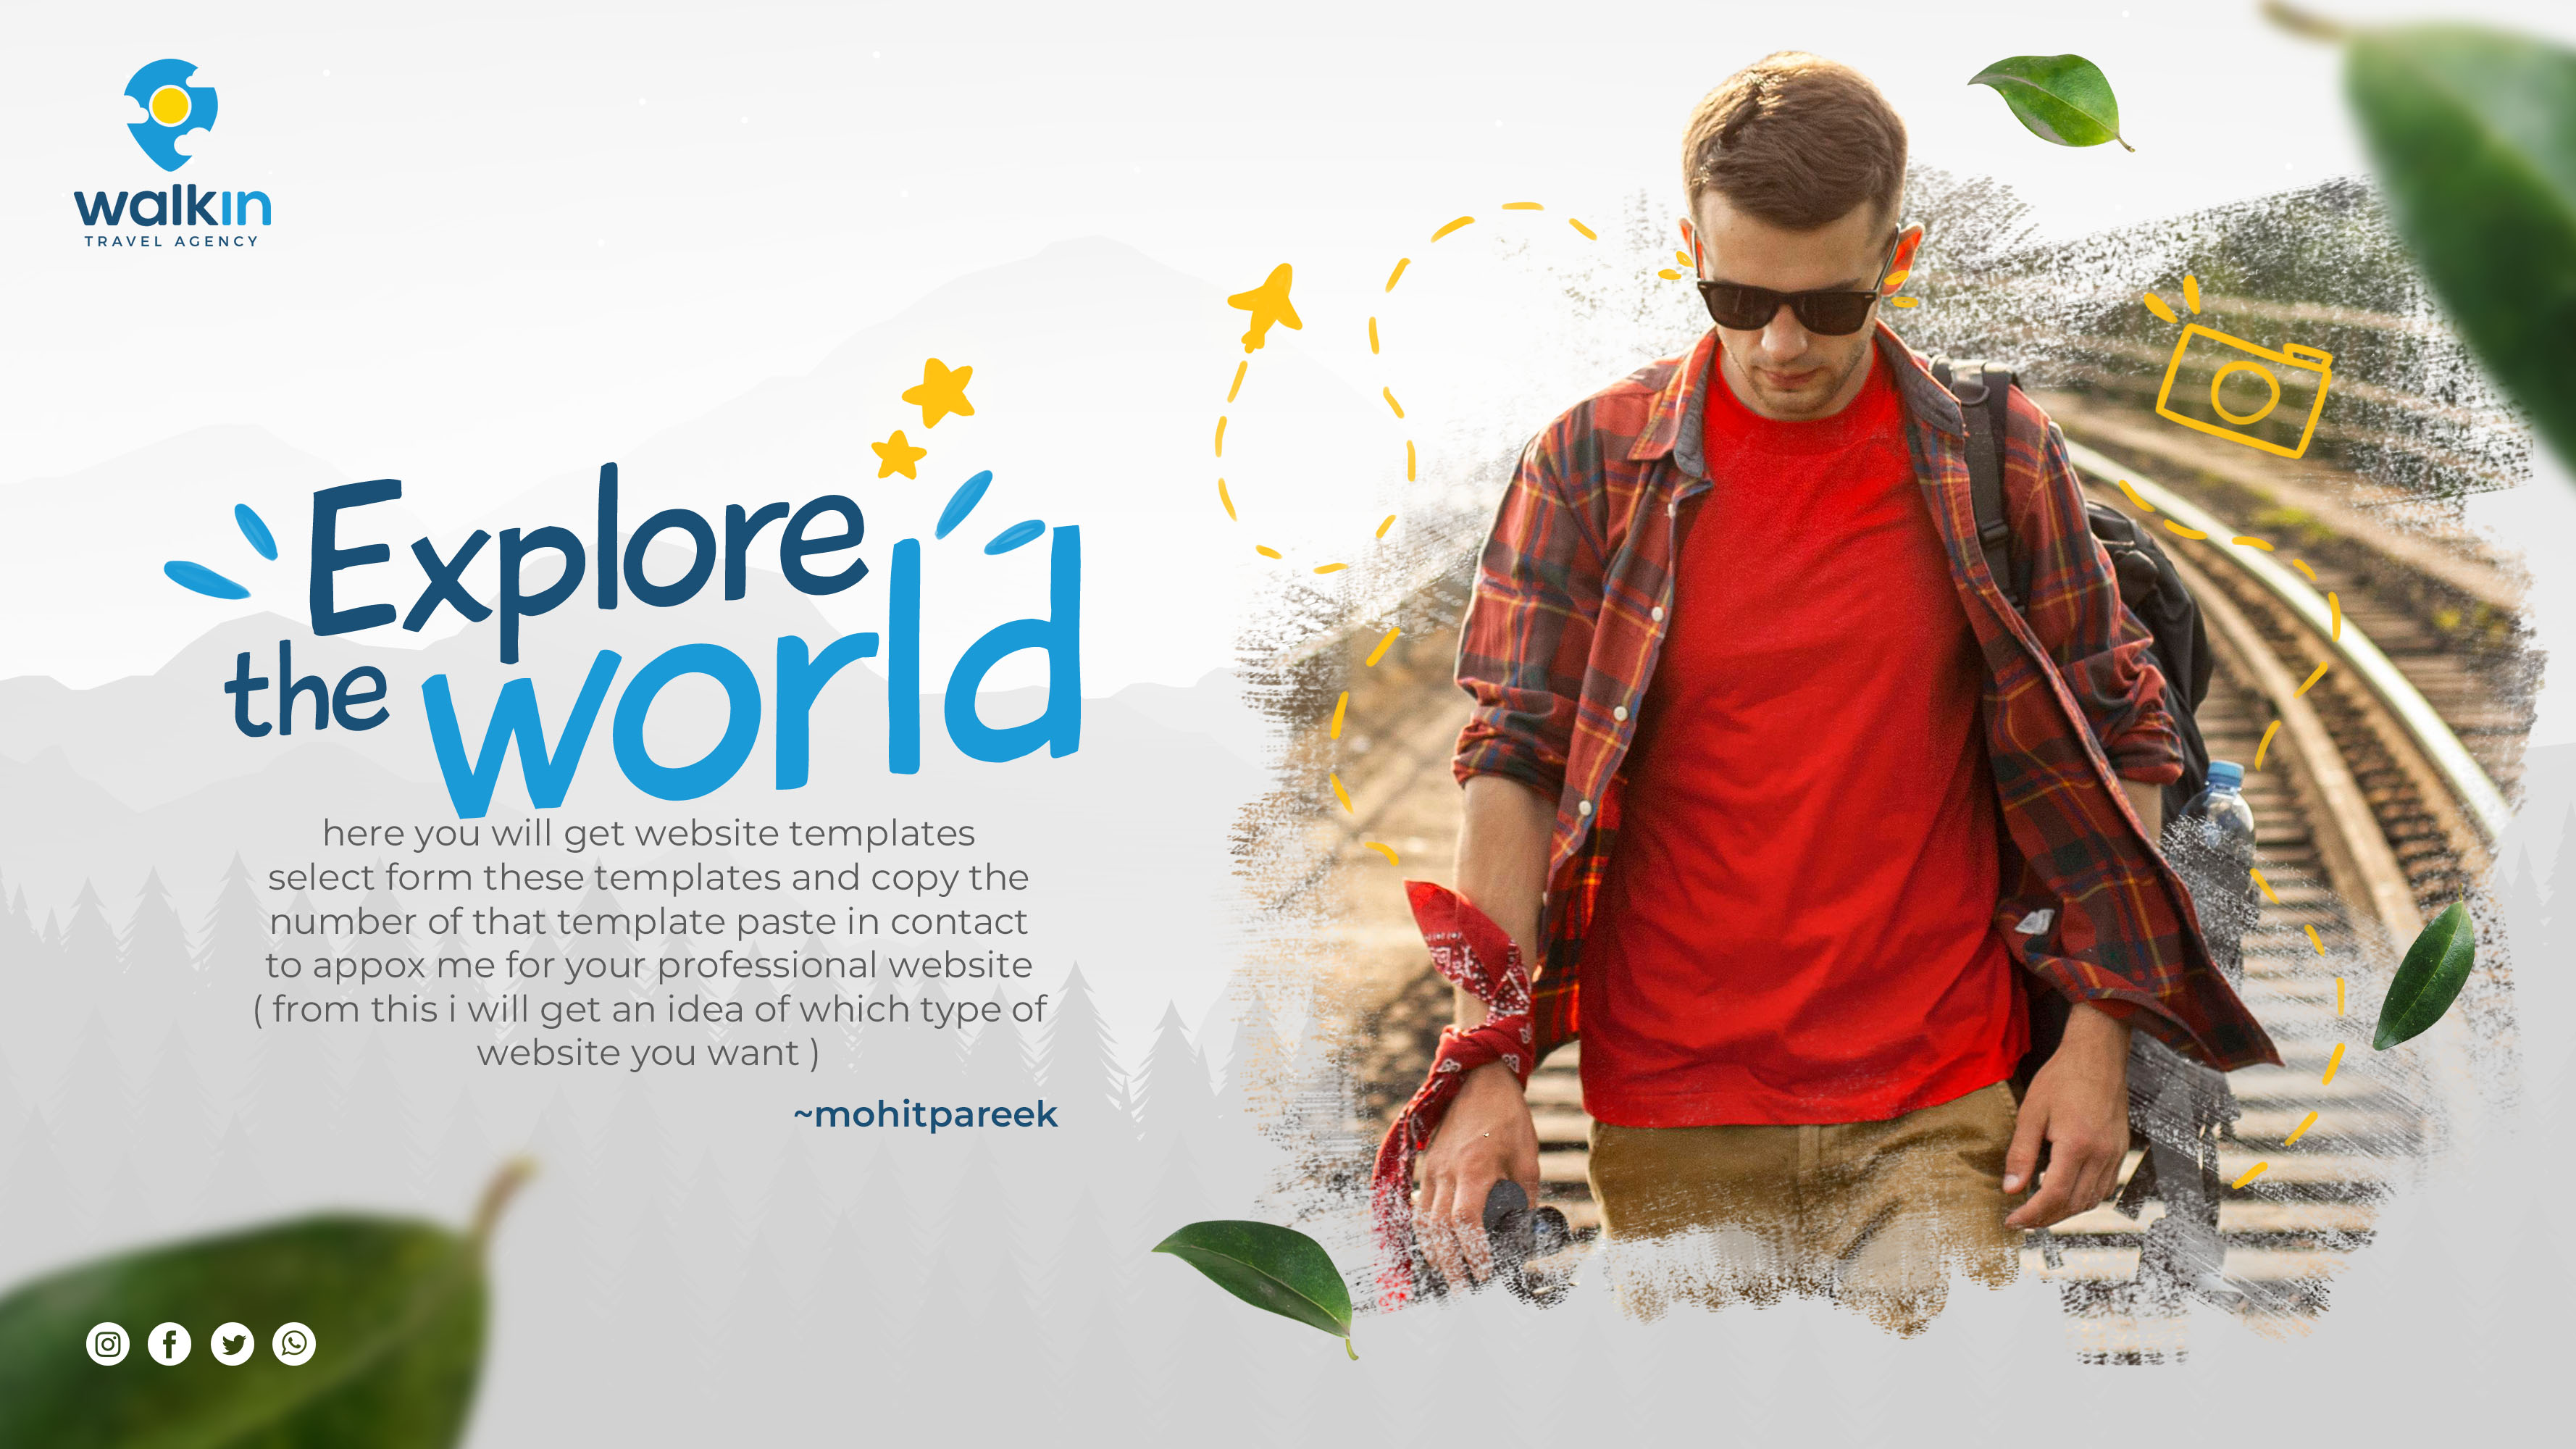 walkin
TRAVEL AGENCY
Explore
the world
here you will get website templates
select form these templates and copy the
number of that template paste in contact
to appox me for your professional website
( from this i will get an idea of which type of
website you want )
~mohitpareek